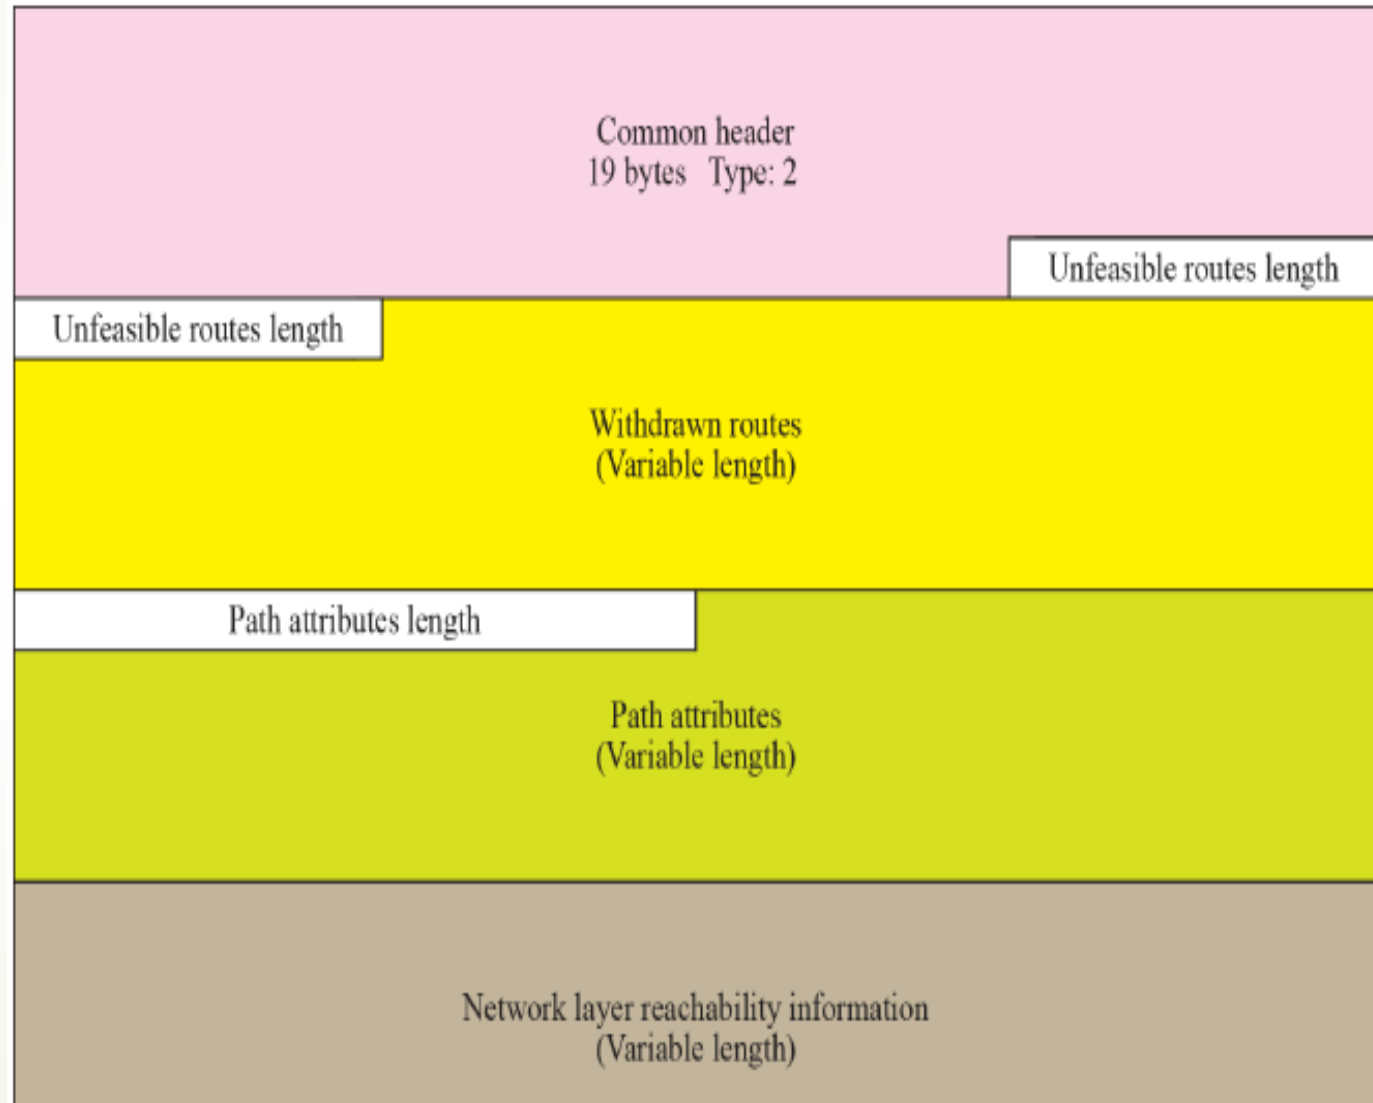 Common header
19 bytes Type: 2
Unfeasible routes length
Unfeasible routes length
Withdrawn routes
(Variable length)
Path attributes length
Path attributes
(Variable length)
Network layer reachability information
(Variable length)